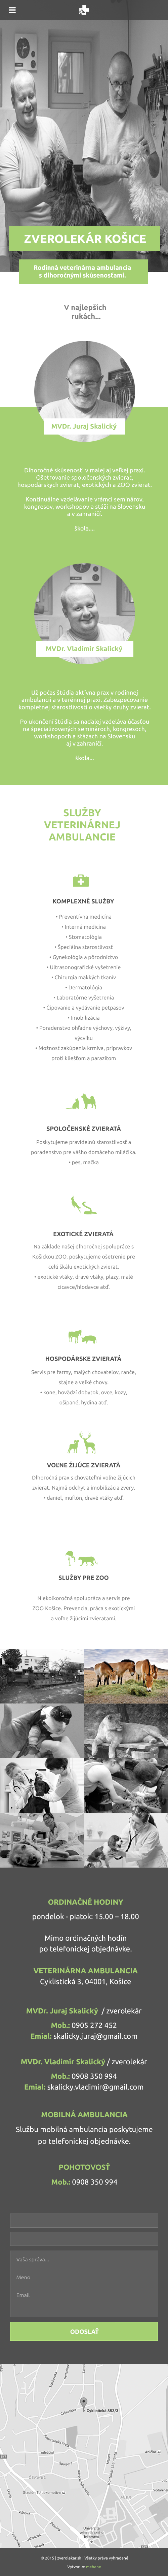 ZVEROLEKÁR KOŠICE
Rodinná veterinárna ambulancia
s dlhoročnými skúsenosťami.
V najlepších
rukách...
MVDr. Juraj Skalický
Dlhoročné skúsenosti v malej aj veľkej praxi.
Ošetrovanie spoločenských zvierat,
hospodárskych zvierat, exotických a ZOO zvierat.
Kontinuálne vzdelávanie vrámci seminárov,
kongresov, workshopov a stáží na Slovensku
a v zahraničí.
škola....
MVDr. Vladimír Skalický
Už počas štúdia aktívna prax v rodinnej
ambulancií a v terénnej praxi. Zabezpečovanie
kompletnej starostlivosti o všetky druhy zvierat.
Po ukončení štúdia sa naďalej vzdeláva účasťou
na špecializovaných seminároch, kongresoch,
workshopoch a stážach na Slovensku
aj v zahraničí.
škola...
SLUŽBY
VETERINÁRNEJ
AMBULANCIE
KOMPLEXNÉ SLUŽBY
• Preventívna medicína
• Interná medicína
• Stomatológia
• Špeciálna starostlivosť
• Gynekológia a pôrodníctvo
• Ultrasonografické vyšetrenie
• Chirurgia mäkkých tkanív
• Dermatológia
• Laboratórne vyšetrenia
• Čipovanie a vydávanie petpasov
• Imobilizácia
• Poradenstvo ohľadne výchovy, výživy,
výcviku
• Možnosť zakúpenia krmiva, prípravkov
proti kliešťom a parazitom
SPOLOČENSKÉ ZVIERATÁ
Poskytujeme pravidelnú starostlivosť a
poradenstvo pre vášho domáceho miláčika.
• pes, mačka
EXOTICKÉ ZVIERATÁ
Na základe našej dlhoročnej spolupráce s
Košickou ZOO, poskytujeme ošetrenie pre
celú škálu exotických zvierat.
• exotické vtáky, dravé vtáky, plazy, malé
cicavce/hlodavce atď.
HOSPODÁRSKE ZVIERATÁ
Servis pre farmy, malých chovateľov, ranče,
stajne a veľké chovy.
• kone, hovädzí dobytok, ovce, kozy,
ošípané, hydina atď.
VOĽNE ŽIJÚCE ZVIERATÁ
Dlhoročná prax s chovateľmi voľne žijúcich
zvierat. Najmä odchyt a imobilizácia zvery.
• daniel, muflón, dravé vtáky atď.
SLUŽBY PRE ZOO
Niekoľkoročná spolupráca a servis pre
ZOO Košice. Prevencia, práca s exotickými
a voľne žijúcimi zvieratami.
ORDINAČNÉ HODINY
pondelok - piatok: 15.00 – 18.00
Mimo ordinačných hodín
po telefonickej objednávke.
VETERINÁRNA AMBULANCIA
Cyklistická 3, 04001, Košice
MVDr. Juraj Skalický / zverolekár
Mob.: 0905 272 452
Emial: skalicky.juraj@gmail.com
MVDr. Vladimír Skalický / zverolekár
Mob.: 0908 350 994
Emial: skalicky.vladimir@gmail.com
MOBILNÁ AMBULANCIA
Službu mobilná ambulancia poskytujeme
po telefonickej objednávke.
POHOTOVOSŤ
Mob.: 0908 350 994
Vaša správa...
Meno
Email
ODOSLAŤ
Cyklistická 853/3
© 2015 | zverolekar.sk | Všetky práva vyhradené
Vytvorilo: